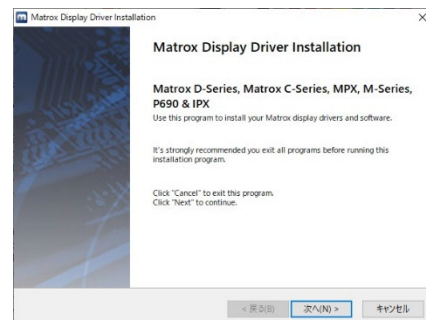 Matrox Display Driver Installation
Matrox Display Driver Installation
Matrox D-Series, Matrox C-Series, MPX, M-Series,
P690 & IPX
Use this program to install your Matrox display drivers and software.
It's strongly recommended you exit all programs before running this
installation program.
Click "Cancel" to exit this program.
Click "Next" to continue.
< 戻る(B)
次へ(N) >
キャンセル